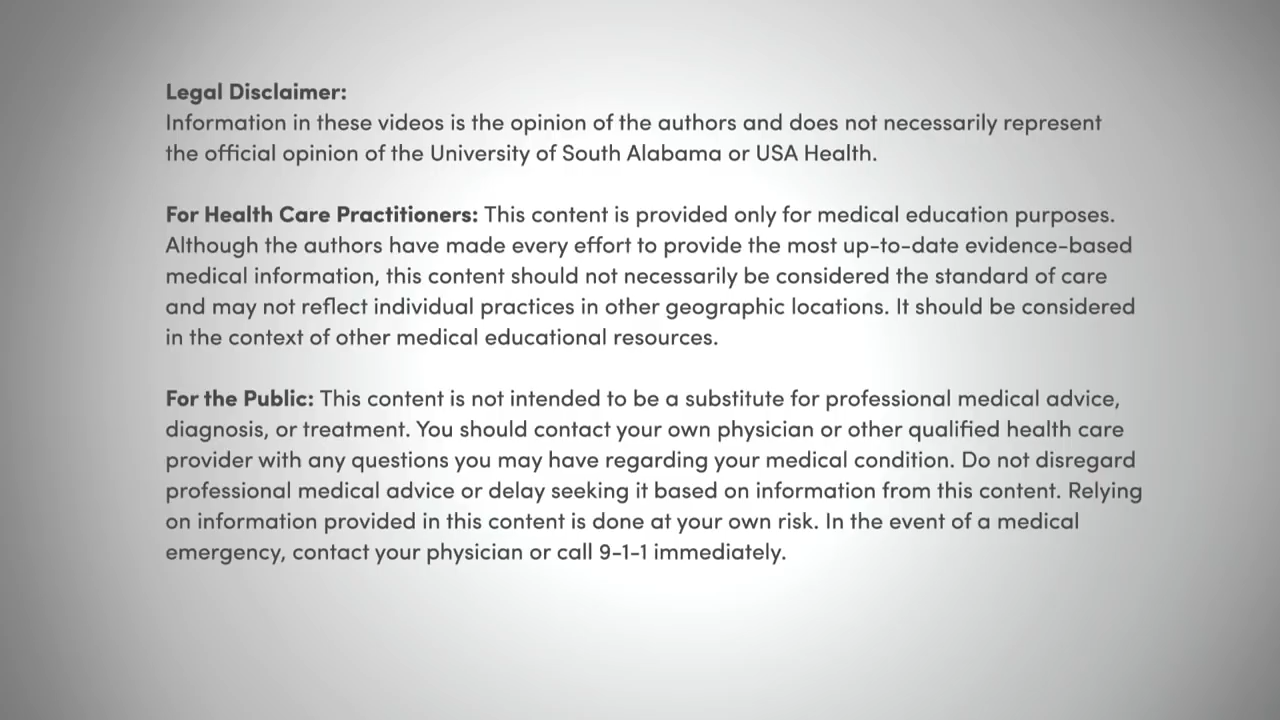 Legal Disclaimer:
Information in these videos is the opinion of the authors and does not necessarily represent
the official opinion of the University of South Alabama or USA Health.
For Health Care Practitioners: This content is provided only for medical education purposes.
Although the authors have made every effort to provide the most up-to-date evidence-based
medical information, this content should not necessarily be considered the standard of care
and may not reflect individual practices in other geographic locations. It should be considered
in the context of other medical educational resources.
For the Public: This content is not intended to be a substitute for professional medical advice,
diagnosis, or treatment. You should contact your own physician or other qualified health care
provider with any questions you may have regarding your medical condition. Do not disregard
professional medical advice or delay seeking it based on information from this content. Relying
on information provided in this content is done at your own risk. In the event of a medical
emergency, contact your physician or call 9-1-1 immediately.